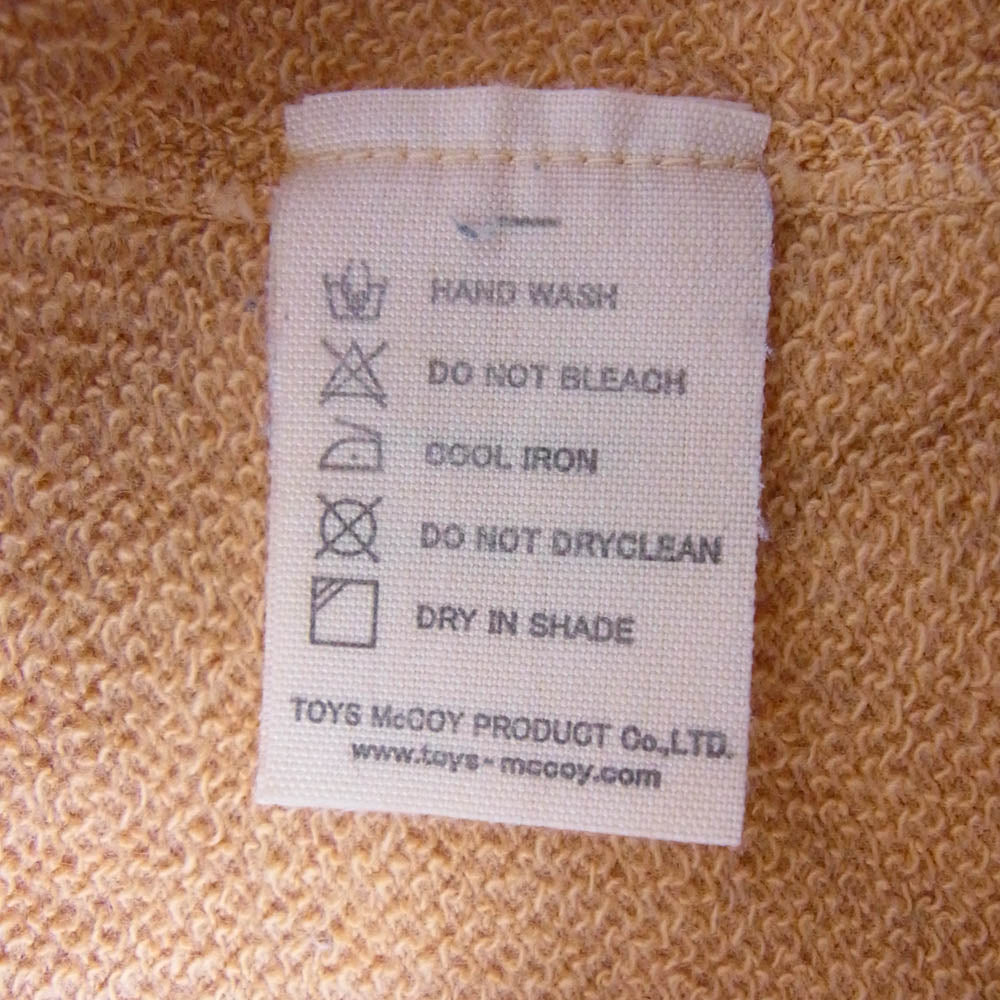 HAND WASH
DO NOT BLEACH
COOL IRON
DO NOT DRYCLEAN
DRY IN SHADE
TOYS McCOY PRODUCT Co.,LTD.
www.toys-mccoy.com